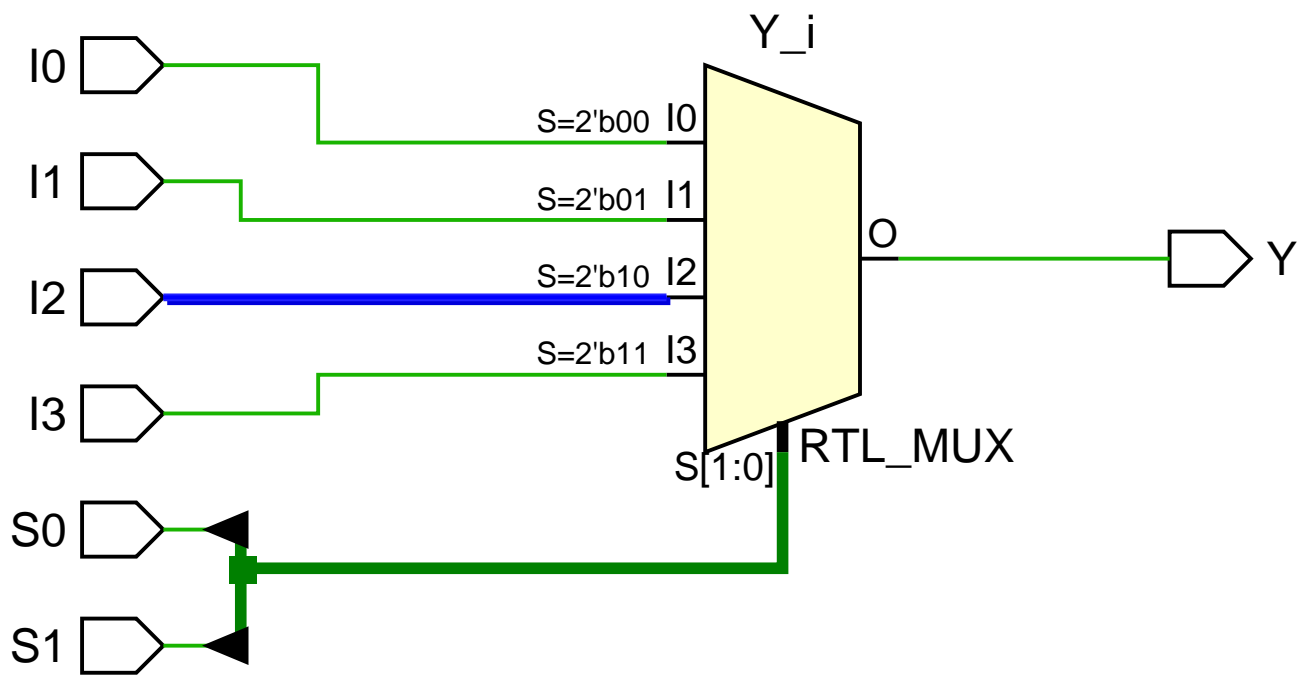 Y_i
I0
S=2'b00 I0
I1
S=2'b01 I1
O
Y
I2
S=2'b10 I2
I3
S=2'b11 I3
S[1:0]
RTL_MUX
S0
S1